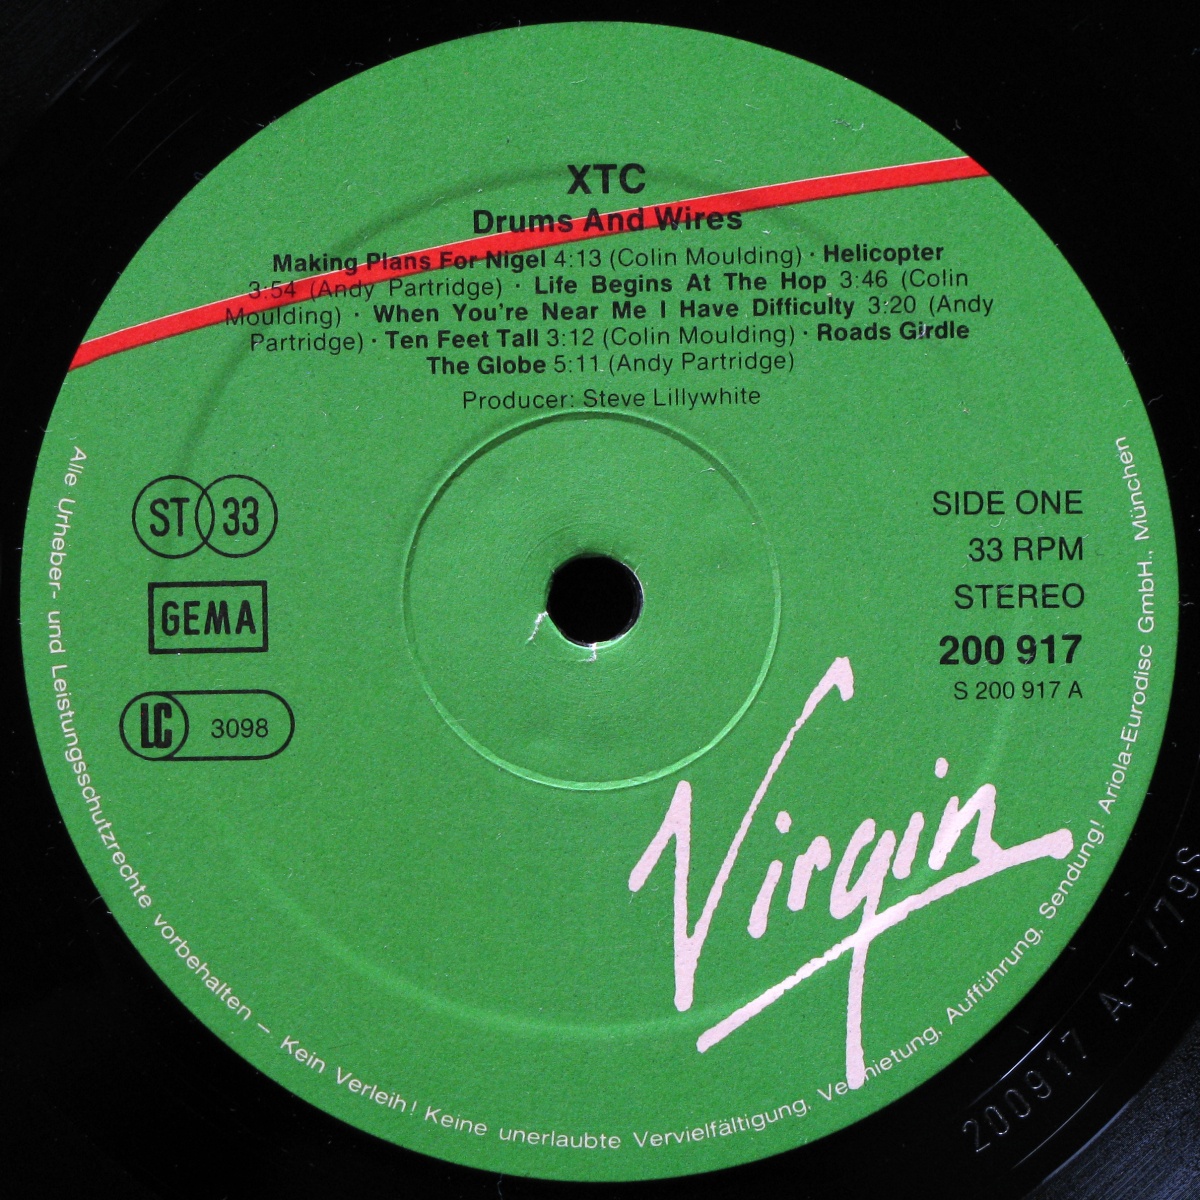 XTC
Drums And Wires
Making Plans For Nigel 4:13 (Colin Moulding) · Helicopter
3:54 (Andy Partridge) · Life Begins At The Hop 3:46 (Colin
Moulding) · When You're Near Me I Have Difficulty 3:20 (Andy
Partridge) · Ten Feet Tall 3:12 (Colin Moulding) · Roads Girdle
The Globe 5:11 (Andy Partridge)
Producer: Steve Lillywhite
ST 33
GEMA
LC 3098
SIDE ONE
33 RPM
STEREO
200 917
S 200 917 A
Virgin
Alle Urheber- und Leistungsschutzrechte vorbehalten – Kein Verleih! Keine unerlaubte Vervielfältigung, Vermietung, Aufführung, Sendung! Ariola-Eurodisc GmbH., München
200917 A-1/79S